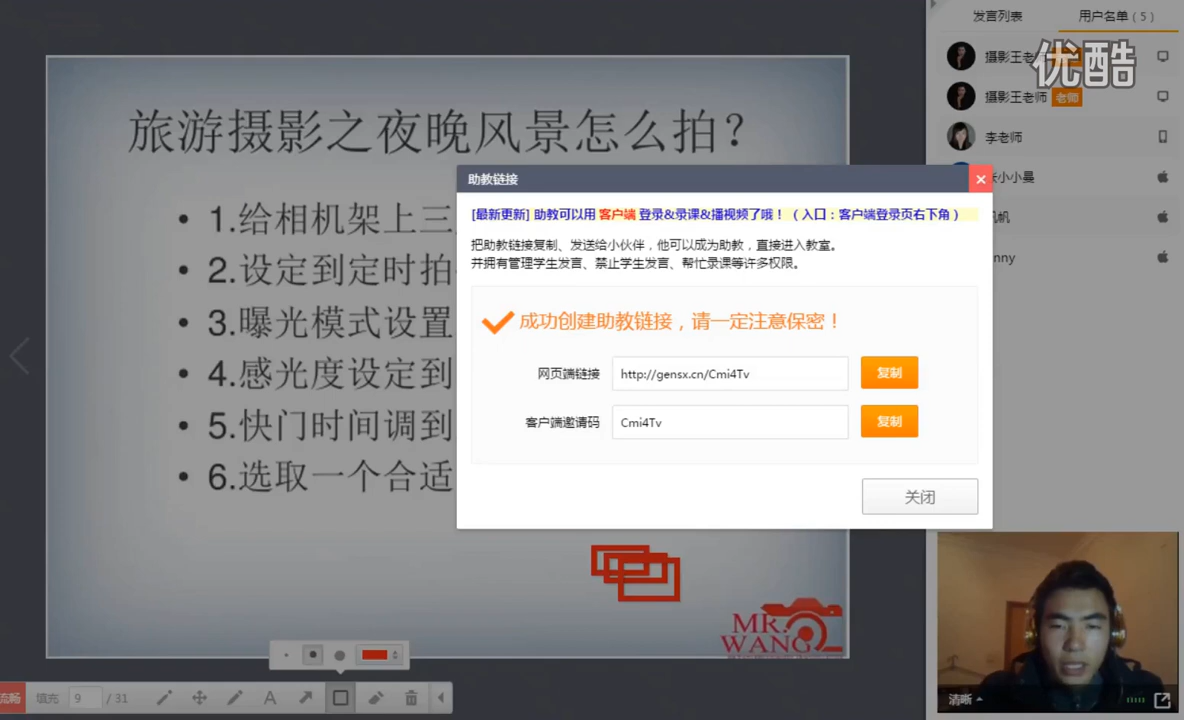 发言列表
用户名单（5）
优酷
摄影王老
摄影王老师 老师
李老师
长小小曼
机
nny
旅游摄影之夜晚风景怎么拍？
• 1.给相机架上三
• 2.设定到定时拍
• 3.曝光模式设置
• 4.感光度设定到
• 5.快门时间调到
• 6.选取一个合适
MR.
WANG
助教链接
[最新更新] 助教可以用 客户端 登录&录课&播视频了哦！（入口：客户端登录页右下角）
把助教链接复制、发送给小伙伴，他可以成为助教，直接进入教室。
并拥有管理学生发言、禁止学生发言、帮忙录课等许多权限。
成功创建助教链接，请一定注意保密！
网页端链接 http://gensx.cn/Cmi4Tv 复制
客户端邀请码 Cmi4Tv 复制
关闭
流畅 填充 9 / 31 A
清晰